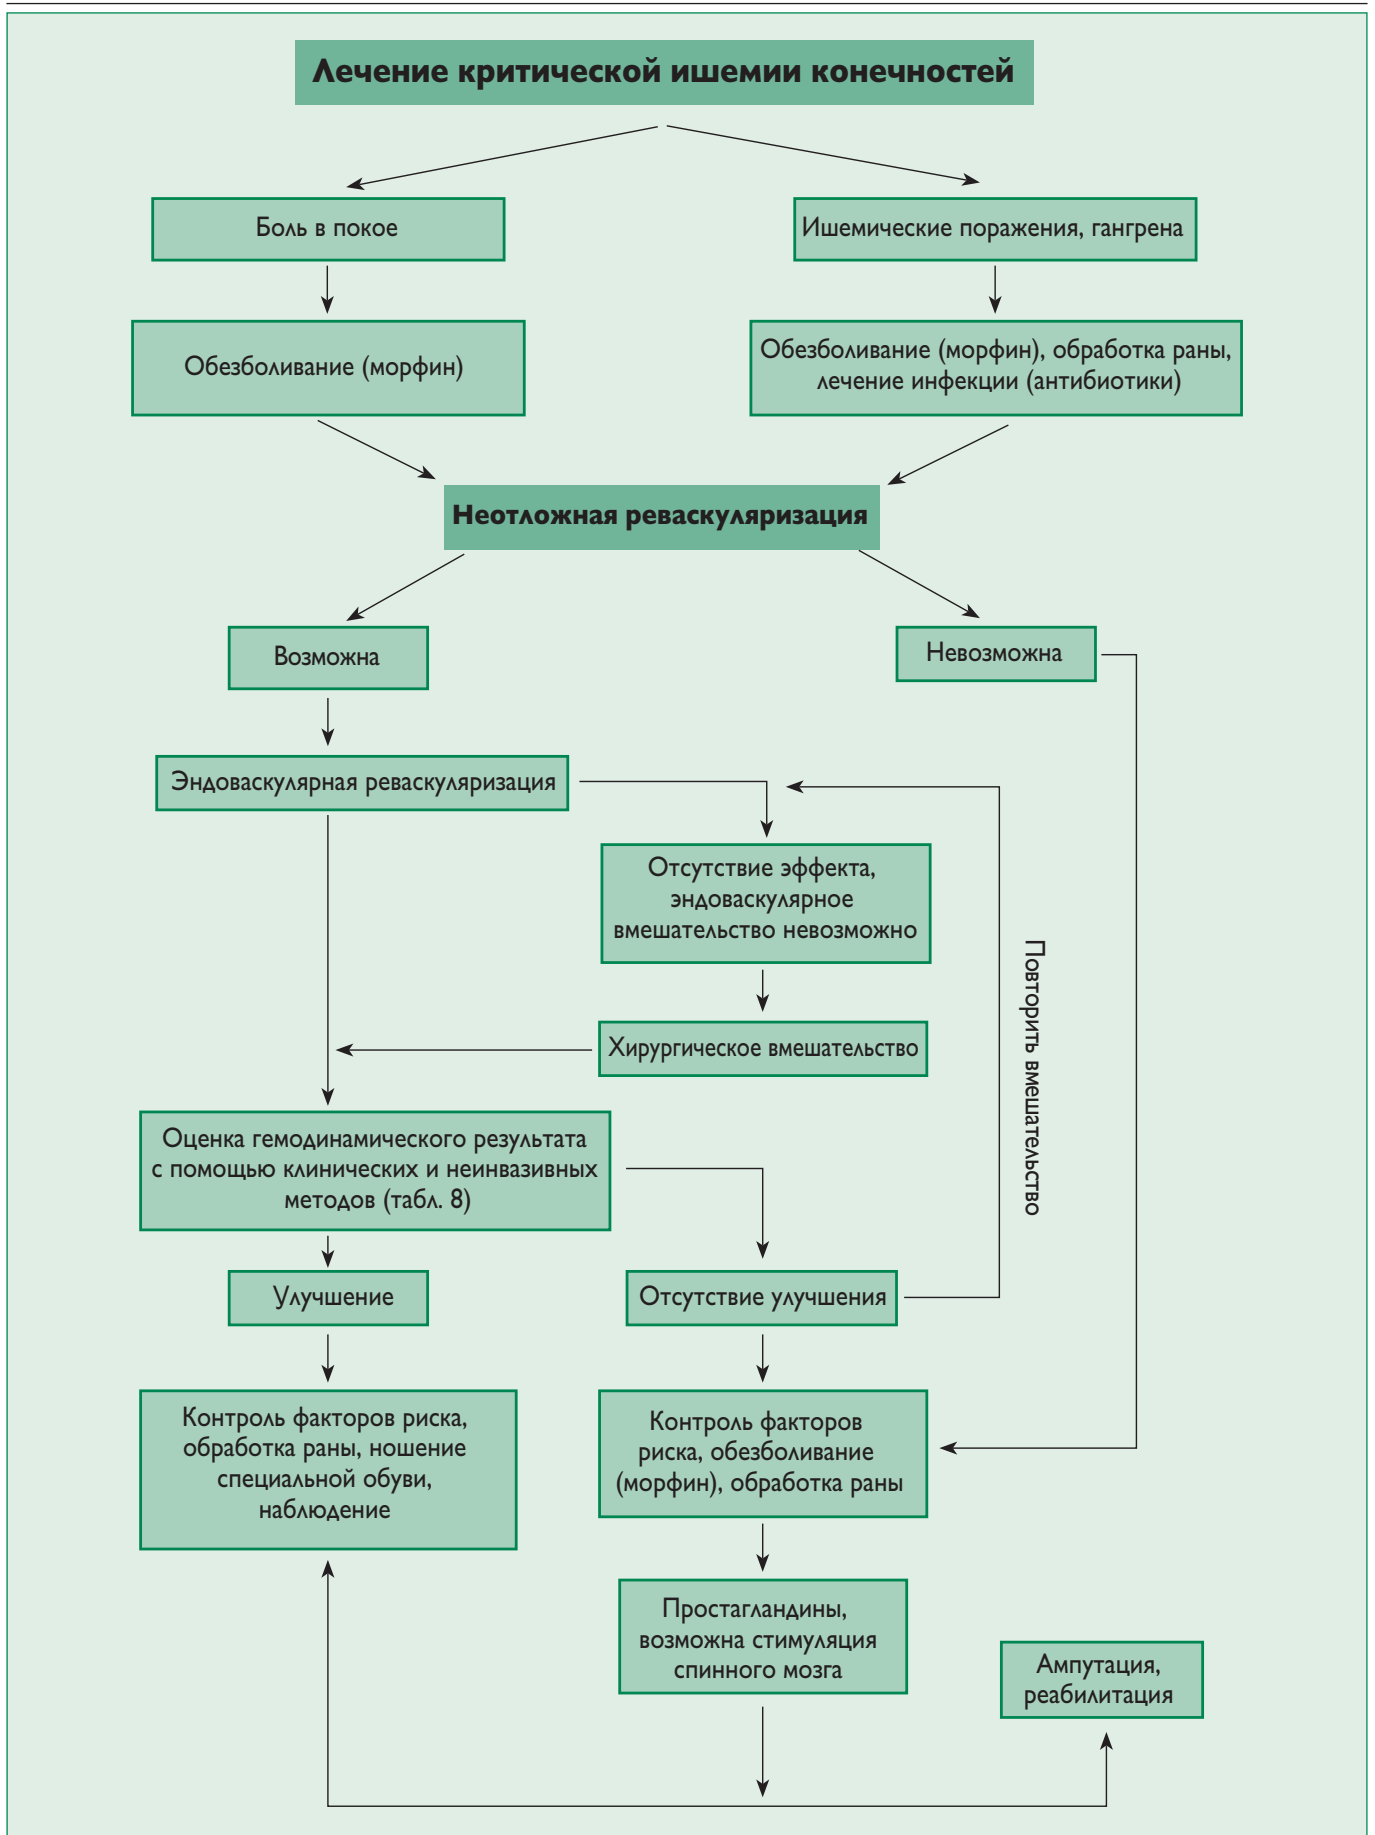 Лечение критической ишемии конечностей
Боль в покое
Ишемические поражения, гангрена
Обезболивание (морфин)
Обезболивание (морфин), обработка раны,
лечение инфекции (антибиотики)
Неотложная реваскуляризация
Возможна
Невозможна
Эндоваскулярная реваскуляризация
Отсутствие эффекта,
эндоваскулярное
вмешательство невозможно
Повторить вмешательство
Хирургическое вмешательство
Оценка гемодинамического результата
с помощью клинических и неинвазивных
методов (табл. 8)
Улучшение
Отсутствие улучшения
Контроль факторов риска,
обработка раны, ношение
специальной обуви,
наблюдение
Контроль факторов
риска, обезболивание
(морфин), обработка раны
Простагландины,
возможна стимуляция
спинного мозга
Ампутация,
реабилитация